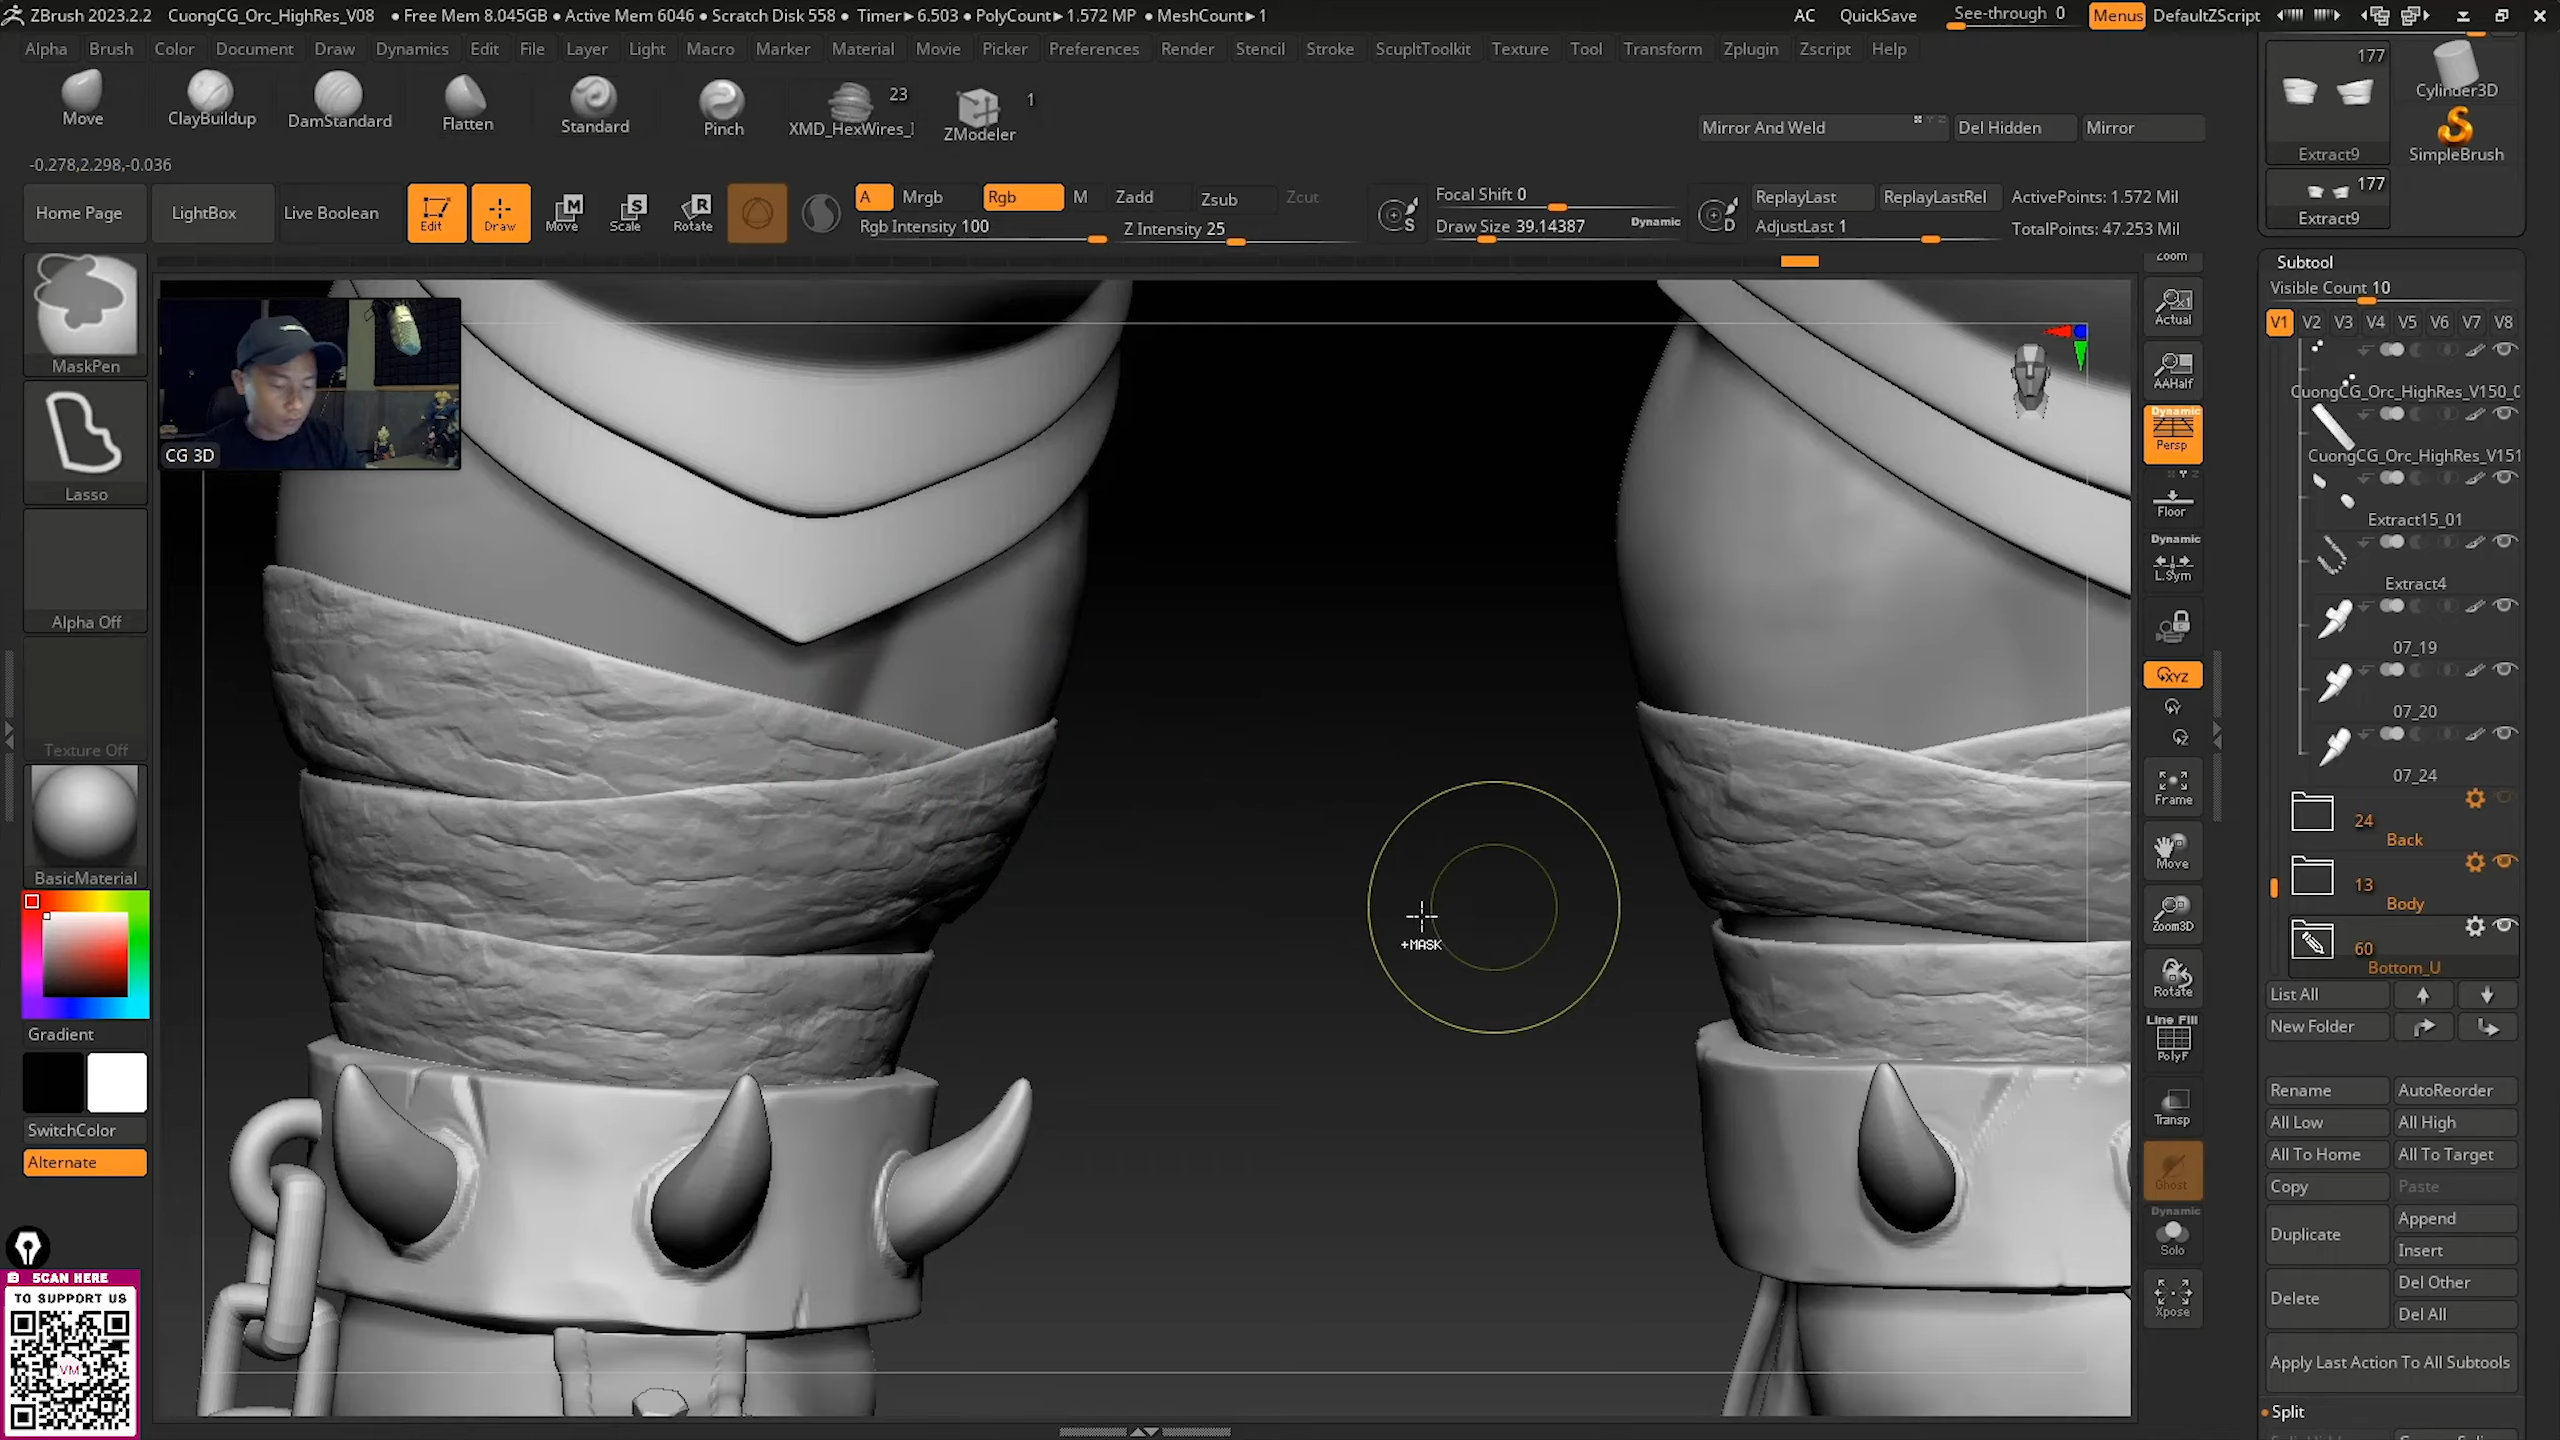 ZBrush 2023.2.2 CuongCG_Orc_HighRes_V08 ● Free Mem 8.045GB ● Active Mem 6046 ● Scratch Disk 558 ● Timer▶6.503 ● PolyCount▶1.572 MP ● MeshCount▶1 AC QuickSave See-through 0 Menus DefaultZScript
Alpha Brush Color Document Draw Dynamics Edit File Layer Light Macro Marker Material Movie Picker Preferences Render Stencil Stroke ScupltToolkit Texture Tool Transform Zplugin Zscript Help
Move ClayBuildup DamStandard Flatten Standard Pinch 23 XMD_HexWires_ 1 ZModeler
Mirror And Weld Del Hidden Mirror
177 Cylinder3D
Extract9 SimpleBrush
177
Extract9
-0.278,2.298,-0.036
Home Page LightBox Live Boolean Edit Draw Move Scale Rotate
A Mrgb Rgb M Zadd Zsub Zcut
Rgb Intensity 100 Z Intensity 25
S Focal Shift 0
Draw Size 39.14387 Dynamic
D ReplayLast ReplayLastRel ActivePoints: 1.572 Mil
AdjustLast 1 TotalPoints: 47.253 Mil
MaskPen
Lasso
Alpha Off
Texture Off
BasicMaterial
Gradient
SwitchColor
Alternate
SCAN HERE
TO SUPPORT US
VM
CG 3D
+MASK
Zoom
Actual
AAHalf
Dynamic
Persp
Floor
Dynamic
L.Sym
XYZ
Y
Z
Frame
Move
Zoom3D
Rotate
Line Fill
PolyF
Transp
Ghost
Dynamic
Solo
Xpose
Subtool
Visible Count 10
V1 V2 V3 V4 V5 V6 V7 V8
CuongCG_Orc_HighRes_V150_0
CuongCG_Orc_HighRes_V151
Extract15_01
Extract4
07_19
07_20
07_24
24
Back
13
Body
60
Bottom_U
List All
New Folder
Rename AutoReorder
All Low All High
All To Home All To Target
Copy Paste
Duplicate Append
Insert
Delete Del Other
Del All
Apply Last Action To All Subtools
Split